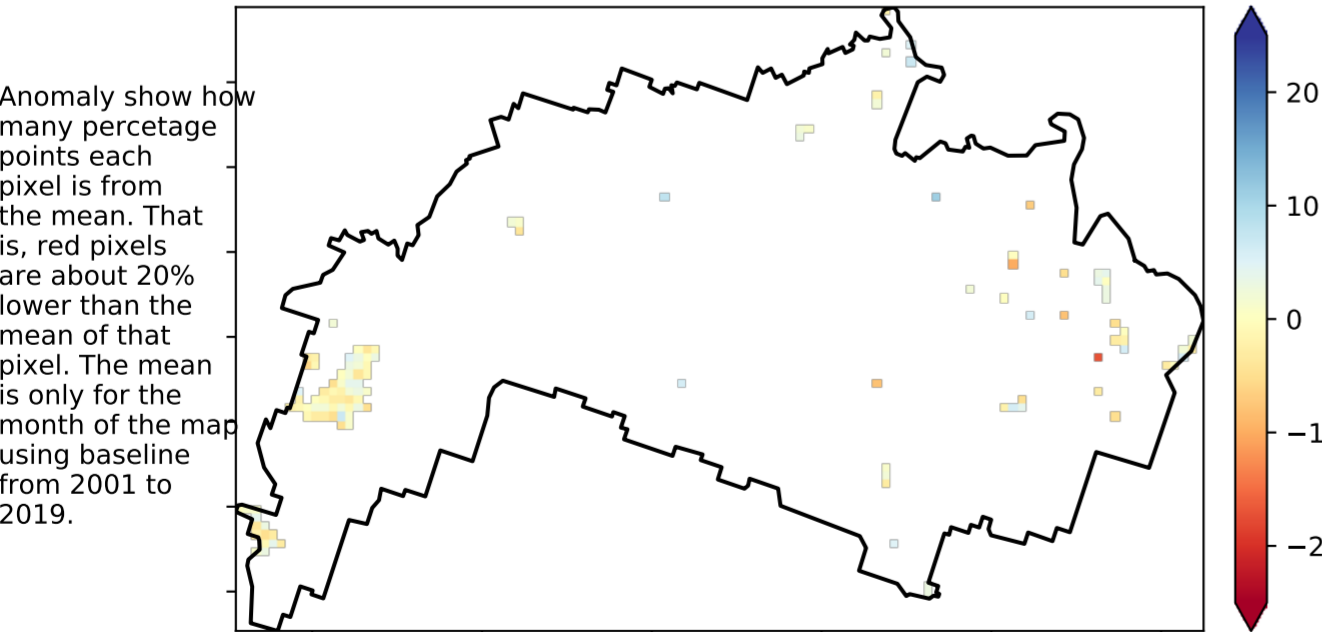 Anomaly show how
many percetage
points each
pixel is from
the mean. That
is, red pixels
are about 20%
lower than the
mean of that
pixel. The mean
is only for the
month of the map
using baseline
from 2001 to
2019.
20
10
0
−1
−2